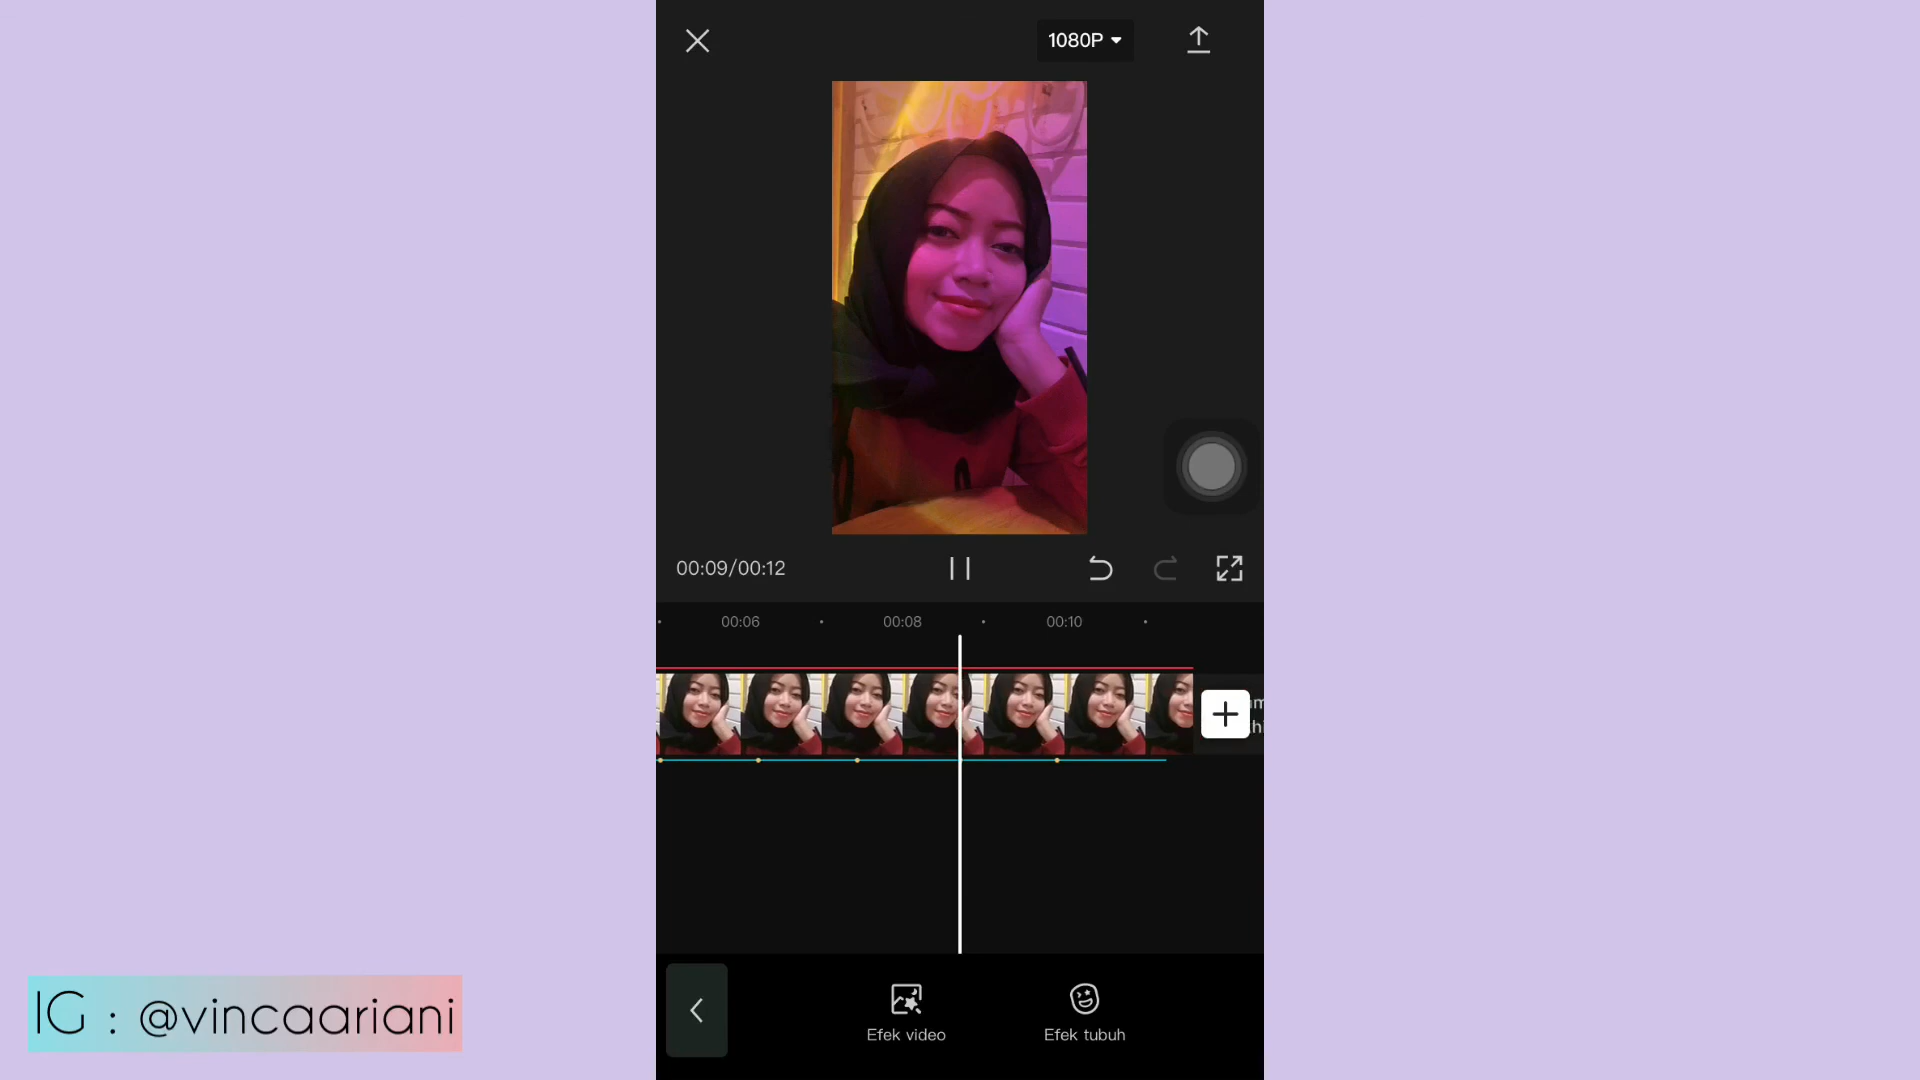 1080P
00:09/00:12
00:06
00:08
00:10
Efek video
Efek tubuh
IG : @vincaariani